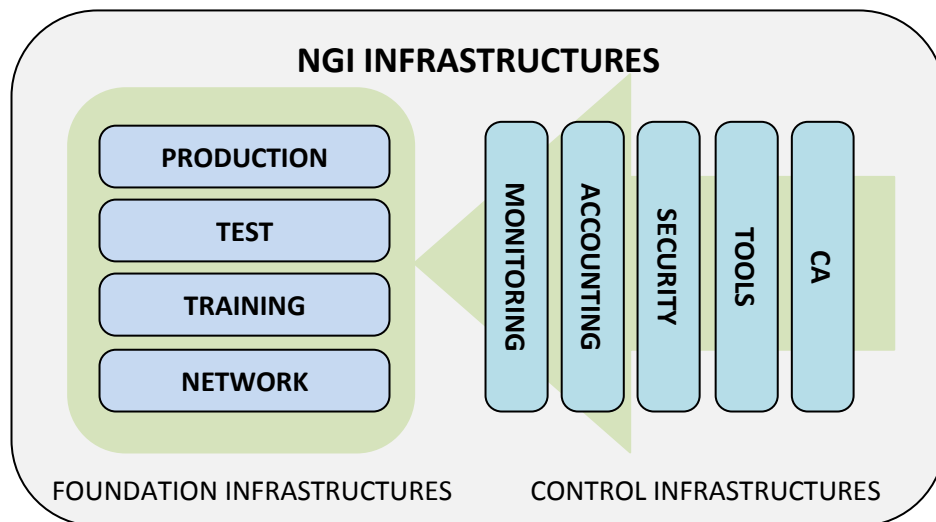 NGI INFRASTRUCTURES
PRODUCTION
TEST
TRAINING
NETWORK
MONITORING
ACCOUNTING
SECURITY
TOOLS
CA
FOUNDATION INFRASTRUCTURES
CONTROL INFRASTRUCTURES